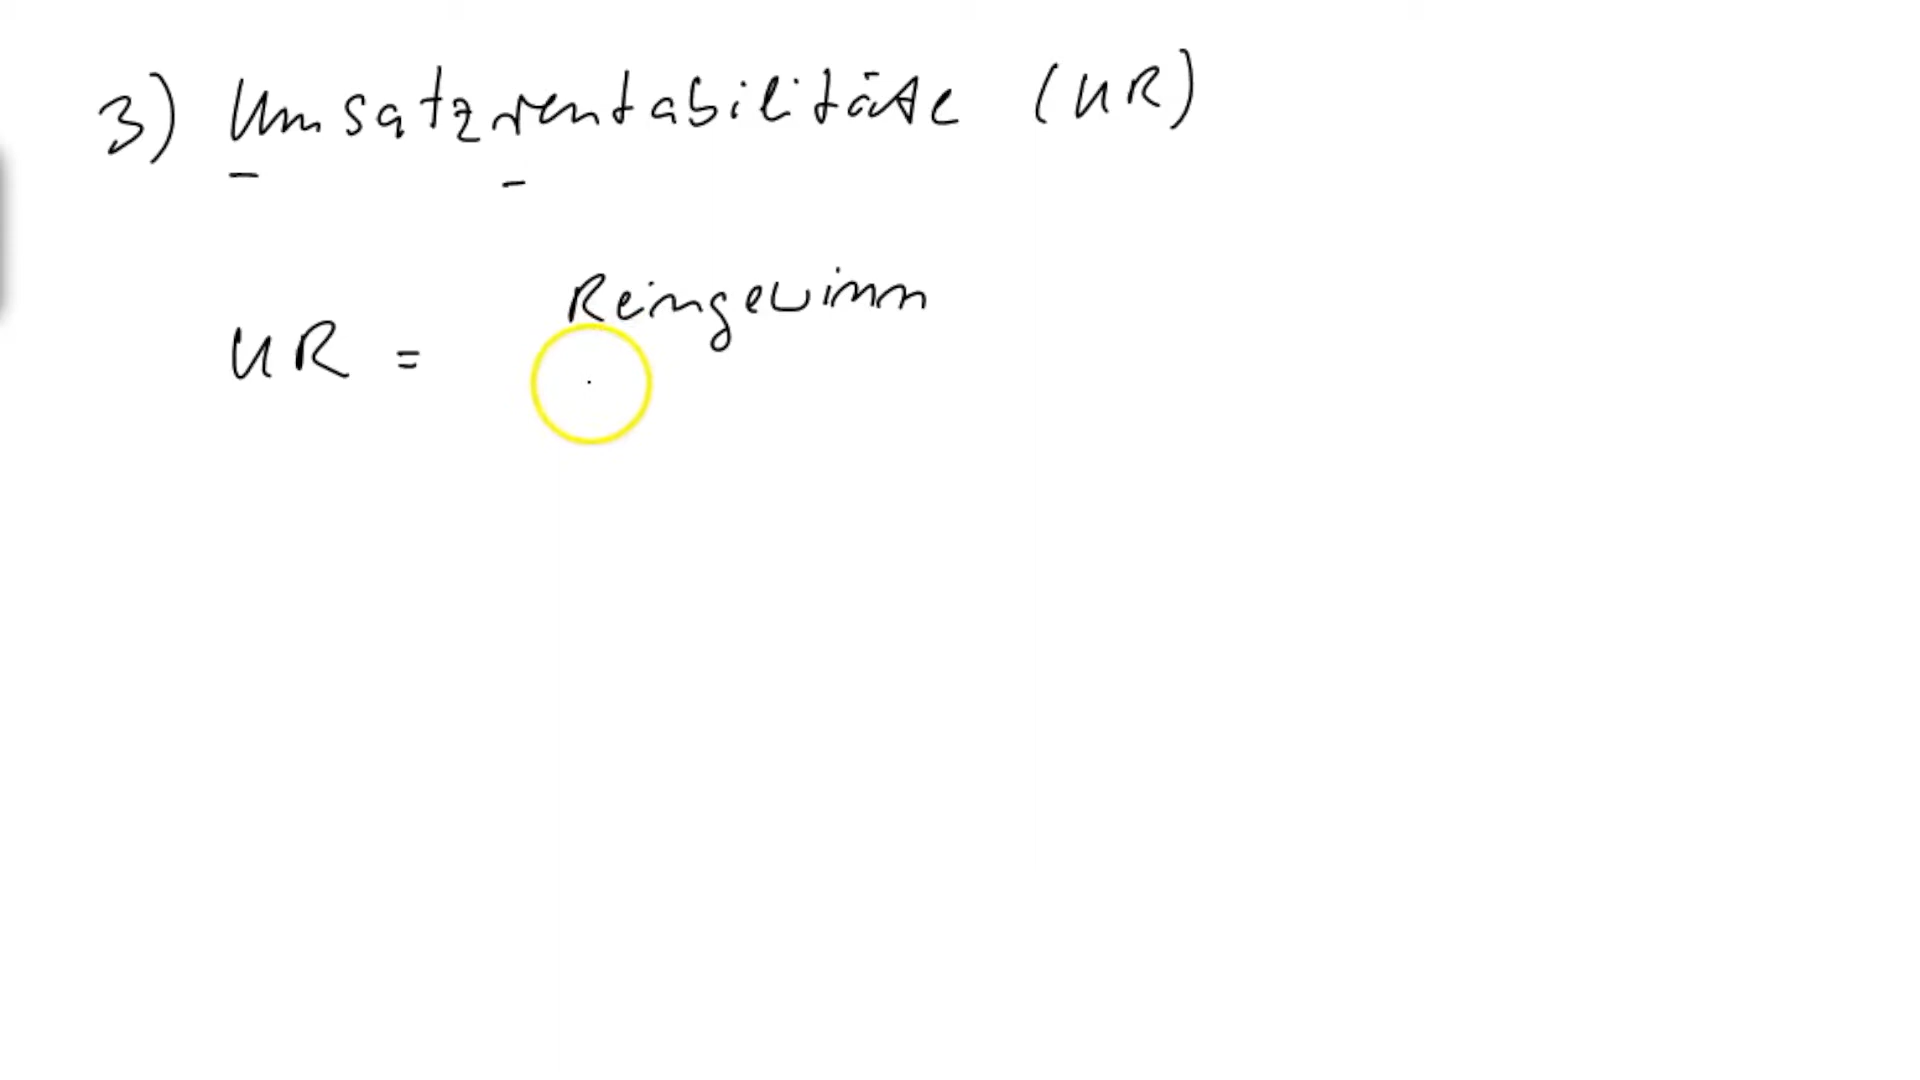 3) Umsatzrentabilität (UR)
Reingewinn
UR =